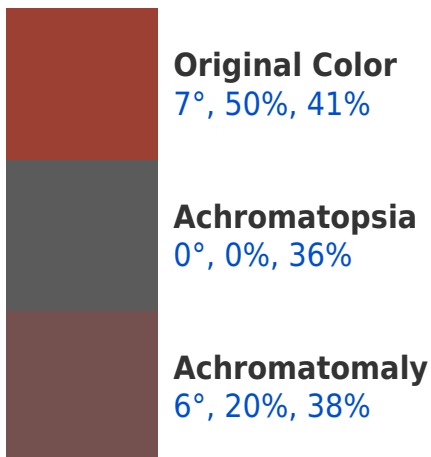 Original Color
7°, 50%, 41%
Achromatopsia
0°, 0%, 36%
Achromatomaly
6°, 20%, 38%